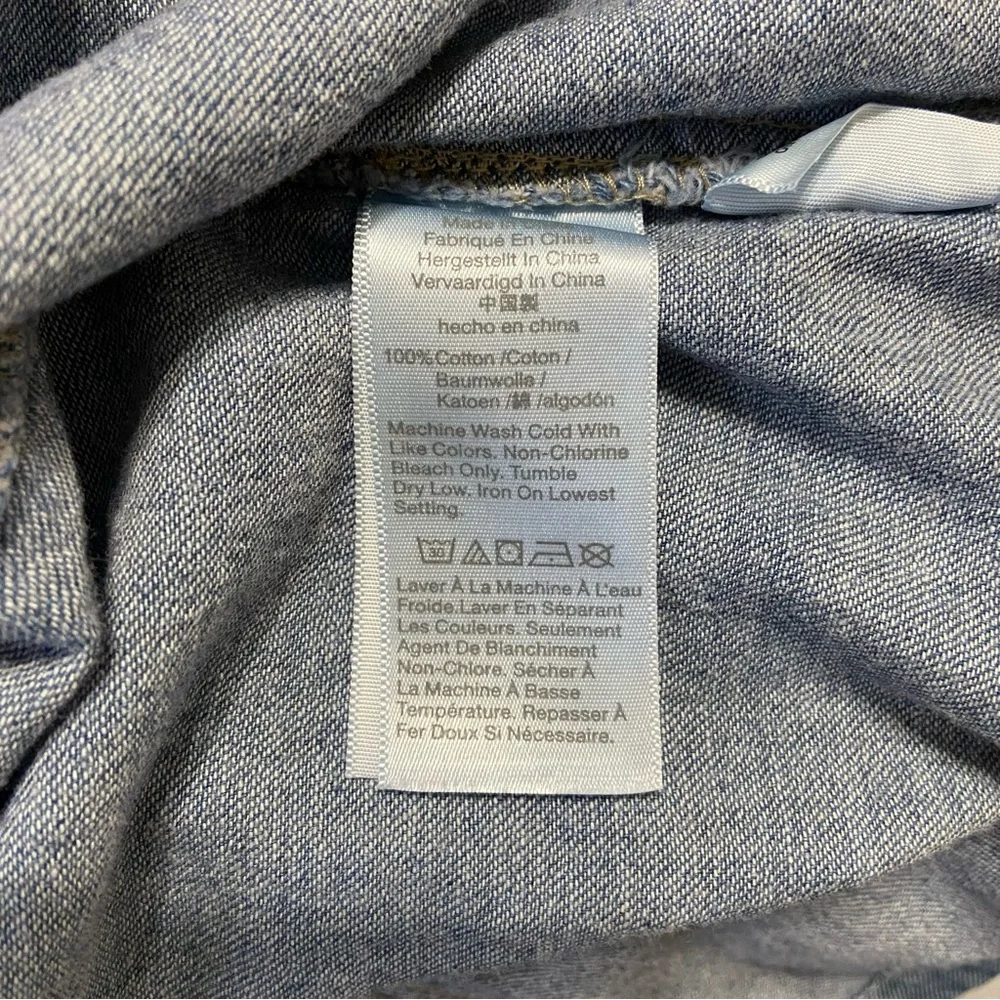 Made In China
Fabriqué En Chine
Hergestellt In China
Vervaardigd In China
中国製
hecho en china
100%Cotton /Coton /
Baumwolle /
Katoen /綿 /algodón
Machine Wash Cold With
Like Colors. Non-Chlorine
Bleach Only. Tumble
Dry Low. Iron On Lowest
Setting.
Laver À La Machine À L'eau
Froide Laver En Séparant
Les Couleurs. Seulement
Agent De Blanchiment
Non-Chlore. Sécher À
La Machine À Basse
Température. Repasser À
Fer Doux Si Nécessaire.